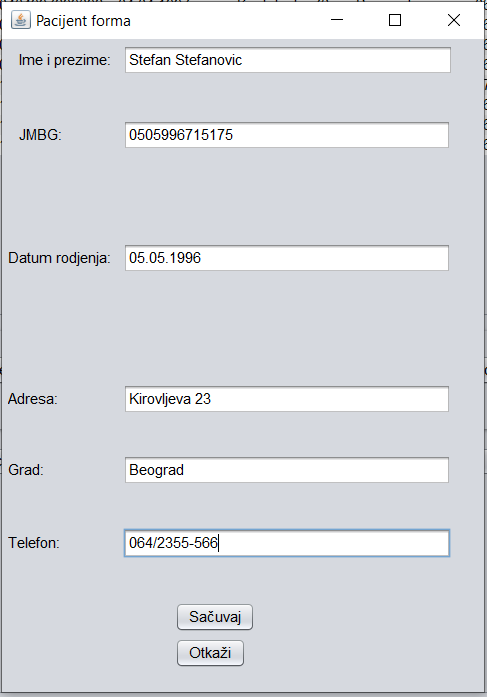 Pacijent forma
Ime i prezime: Stefan Stefanovic
JMBG: 0505996715175
Datum rodjenja: 05.05.1996
Adresa: Kirovljeva 23
Grad: Beograd
Telefon: 064/2355-566
Sačuvaj
Otkaži